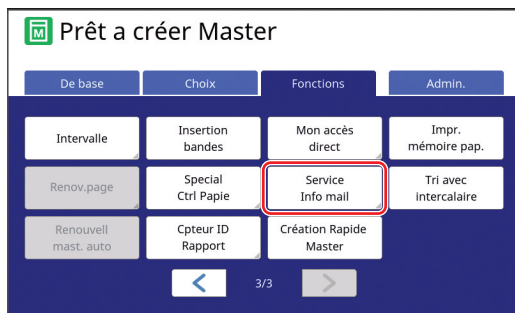 M Prêt a créer Master
De base Choix Fonctions Admin.
Intervalle
Insertion
bandes
Mon accès
direct
Impr.
mémoire pap.
Renov.page
Special
Ctrl Papie
Service
Info mail
Tri avec
intercalaire
Renouvell
mast. auto
Cpteur ID
Rapport
Création Rapide
Master
< 3/3 >